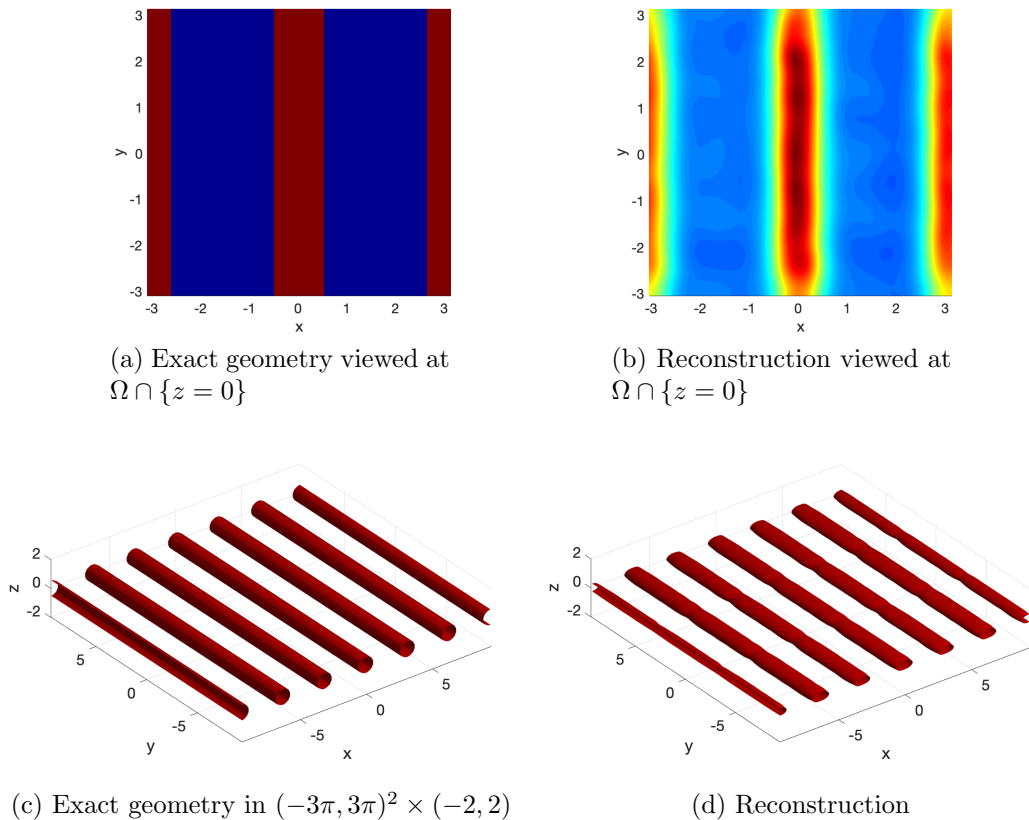 3
2
1
0
-1
-2
-3
y
-3 -2 -1 0 1 2 3
x
(a) Exact geometry viewed at
Ω ∩ {z = 0}
3
2
1
0
-1
-2
-3
y
-3 -2 -1 0 1 2 3
x
(b) Reconstruction viewed at
Ω ∩ {z = 0}
2
0
-2
z
5
0
-5
y
-5
0
5
x
(c) Exact geometry in (−3π, 3π)² × (−2, 2)
2
0
-2
z
5
0
-5
y
-5
0
5
x
(d) Reconstruction